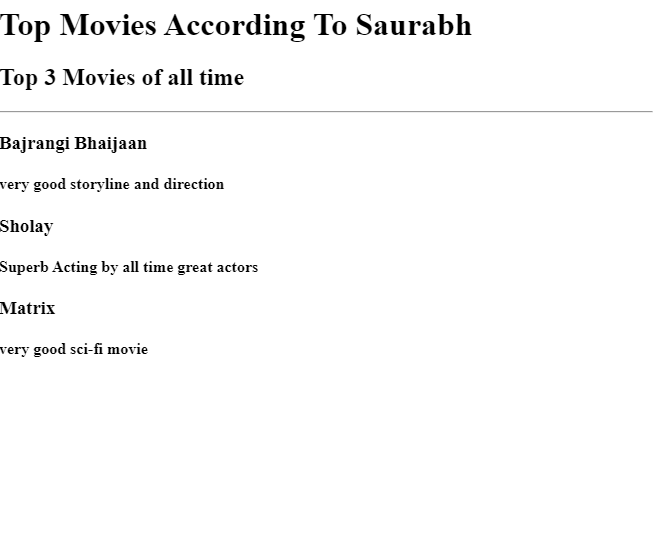 Top Movies According To Saurabh
Top 3 Movies of all time
Bajrangi Bhaijaan
very good storyline and direction
Sholay
Superb Acting by all time great actors
Matrix
very good sci-fi movie